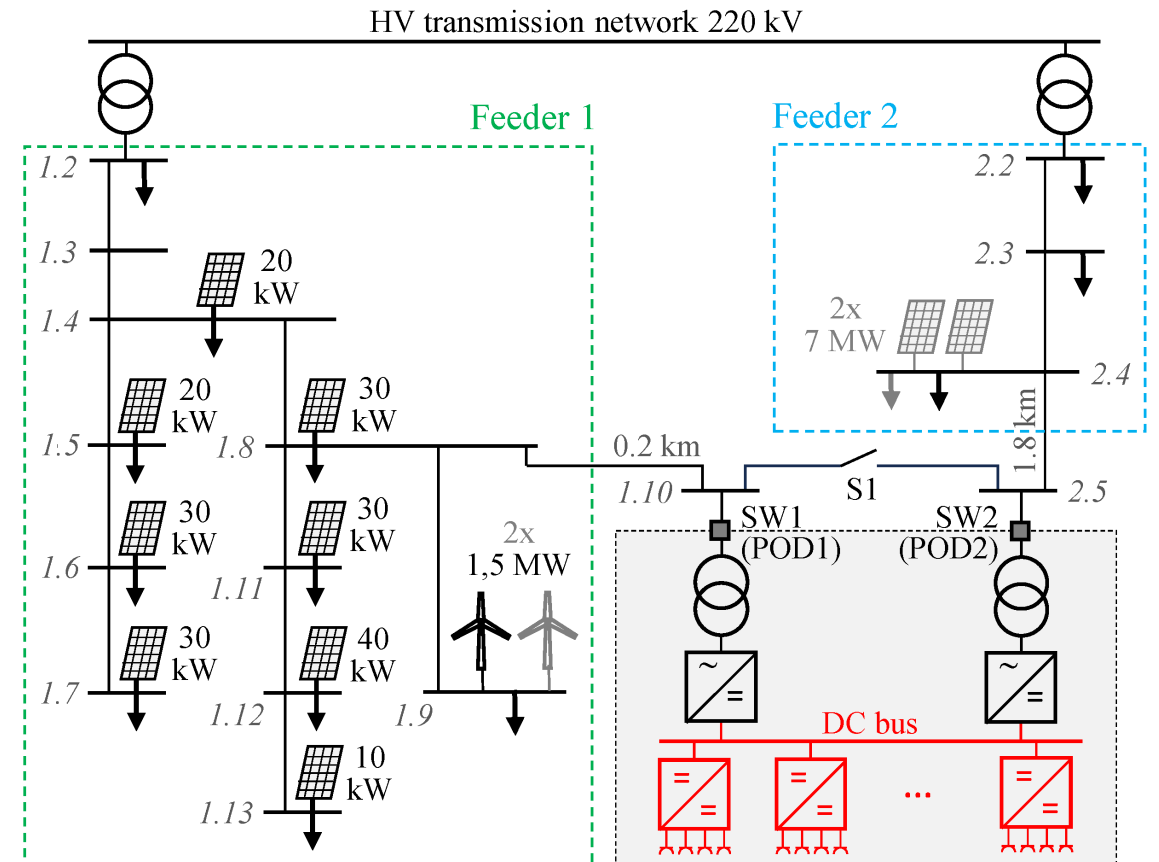 HV transmission network 220 kV
Feeder 1
Feeder 2
1.2
2.2
1.3
20
kW
2.3
1.4
2x
7 MW
2.4
20
kW
30
kW
1.5
1.8
0.2 km
1.8 km
1.10
S1
2.5
30
kW
30
kW
SW1
(POD1)
SW2
(POD2)
1.6
1.11
2x
1,5 MW
30
kW
40
kW
~
=
~
=
1.7
1.12
1.9
DC bus
10
kW
=
=
=
=
...
=
=
1.13